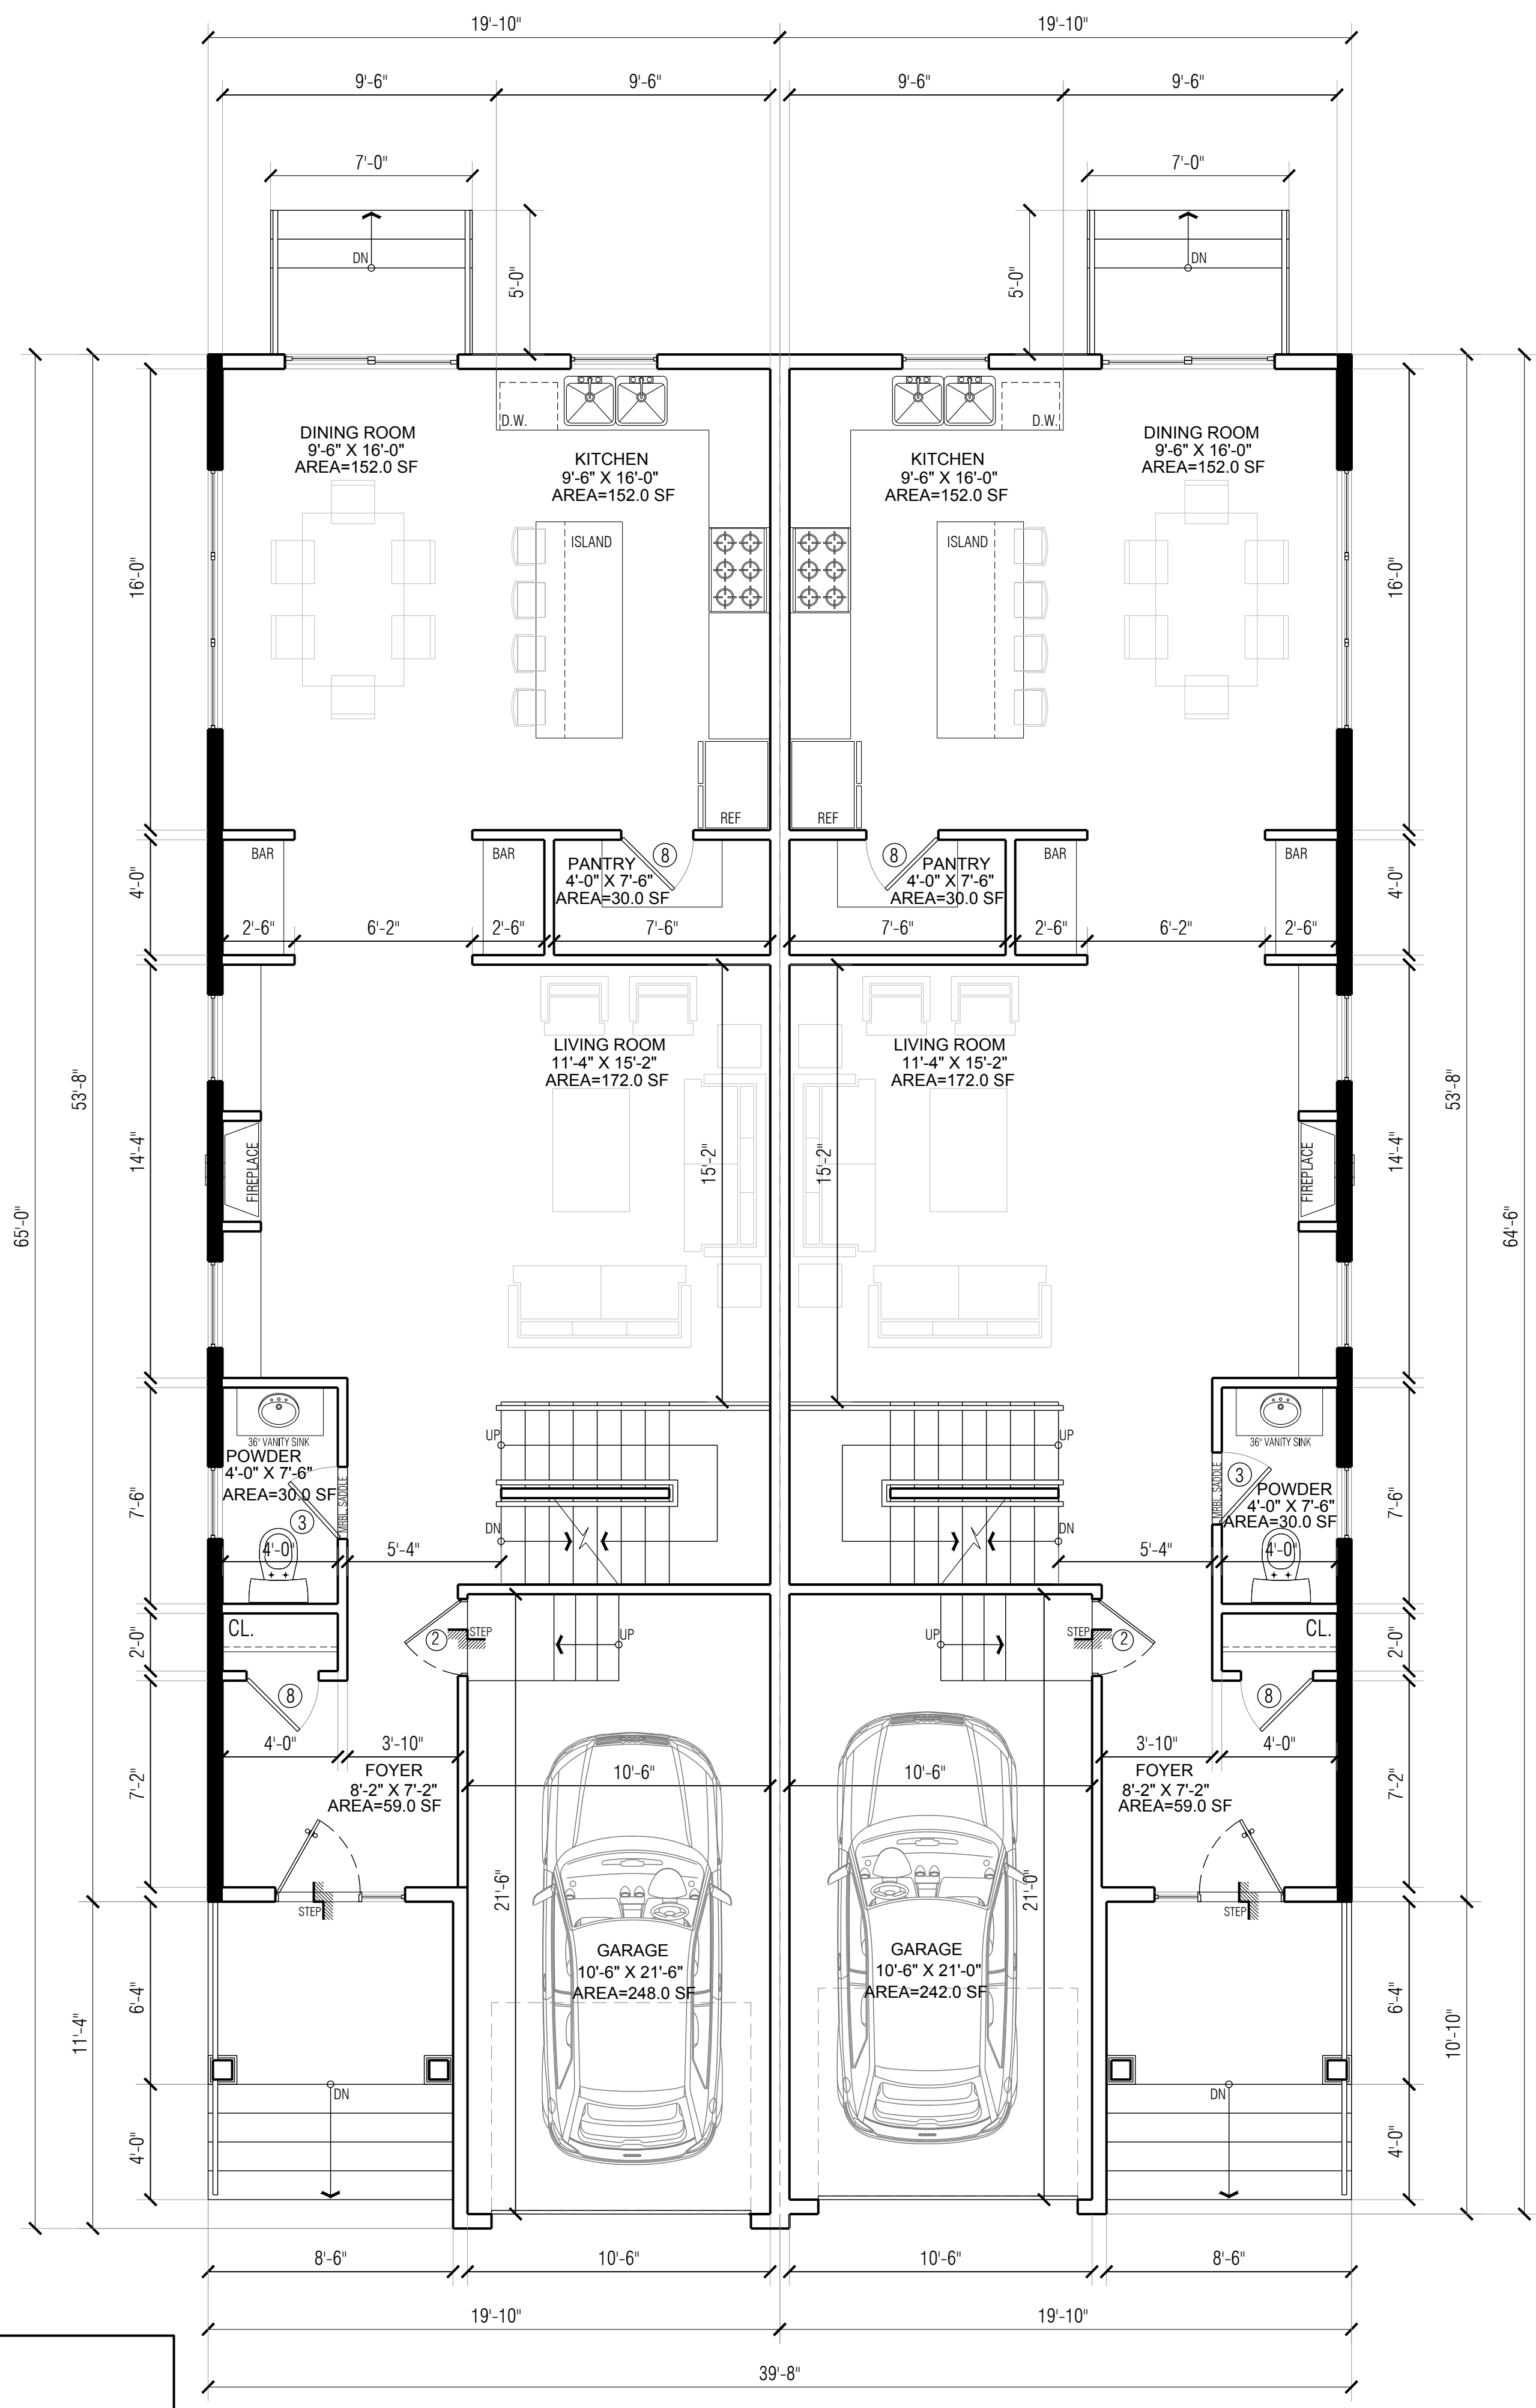 19'-10"
19'-10"
9'-6"
9'-6"
9'-6"
9'-6"
7'-0"
7'-0"
DN
5'-0"
5'-0"
DN
D.W.
D.W.
DINING ROOM
9'-6" X 16'-0"
AREA=152.0 SF
KITCHEN
9'-6" X 16'-0"
AREA=152.0 SF
KITCHEN
9'-6" X 16'-0"
AREA=152.0 SF
DINING ROOM
9'-6" X 16'-0"
AREA=152.0 SF
ISLAND
ISLAND
16'-0"
16'-0"
REF
REF
BAR
BAR
PANTRY
4'-0" X 7'-6"
AREA=30.0 SF
8
8
PANTRY
4'-0" X 7'-6"
AREA=30.0 SF
BAR
BAR
4'-0"
4'-0"
2'-6"
6'-2"
2'-6"
7'-6"
7'-6"
2'-6"
6'-2"
2'-6"
LIVING ROOM
11'-4" X 15'-2"
AREA=172.0 SF
LIVING ROOM
11'-4" X 15'-2"
AREA=172.0 SF
65'-0"
53'-8"
14'-4"
FIREPLACE
15'-2"
15'-2"
FIREPLACE
14'-4"
53'-8"
64'-6"
36" VANITY SINK
POWDER
4'-0" X 7'-6"
AREA=30.0 SF
3
MRBL. SADDLE
UP
UP
DN
DN
MRBL. SADDLE
3
36" VANITY SINK
POWDER
4'-0" X 7'-6"
AREA=30.0 SF
7'-6"
7'-6"
4'-0"
5'-4"
5'-4"
4'-0"
CL.
2
STEP
UP
UP
STEP
2
CL.
2'-0"
2'-0"
8
8
4'-0"
3'-10"
3'-10"
4'-0"
FOYER
8'-2" X 7'-2"
AREA=59.0 SF
10'-6"
10'-6"
FOYER
8'-2" X 7'-2"
AREA=59.0 SF
7'-2"
7'-2"
STEP
21'-6"
21'-0"
STEP
GARAGE
10'-6" X 21'-6"
AREA=248.0 SF
GARAGE
10'-6" X 21'-0"
AREA=242.0 SF
11'-4"
6'-4"
6'-4"
10'-10"
DN
DN
4'-0"
4'-0"
8'-6"
10'-6"
10'-6"
8'-6"
19'-10"
19'-10"
39'-8"